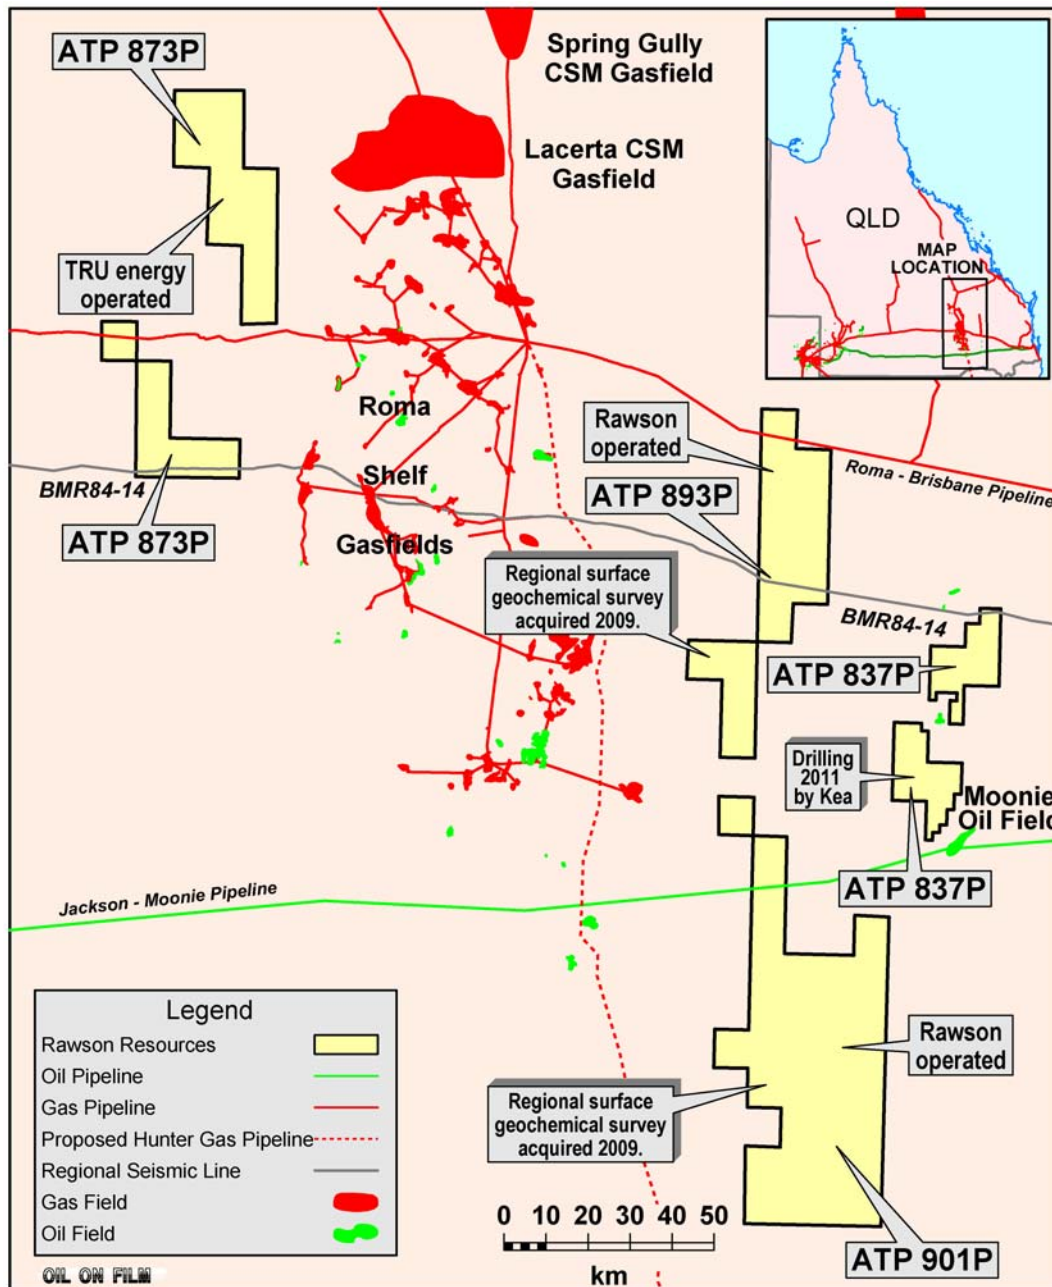 ATP 873P
Spring Gully
CSM Gasfield
Lacerta CSM
Gasfield
QLD
MAP
LOCATION
TRU energy
operated
Roma
Rawson
operated
Roma - Brisbane Pipeline
BMR84-14
Shelf
ATP 893P
ATP 873P
Gasfields
Regional surface
geochemical survey
acquired 2009.
BMR84-14
ATP 837P
Drilling
2011
by Kea
Moonie
Oil Field
ATP 837P
Jackson - Moonie Pipeline
Legend
Rawson Resources
Oil Pipeline
Gas Pipeline
Proposed Hunter Gas Pipeline
Regional Seismic Line
Gas Field
Oil Field
Rawson
operated
Regional surface
geochemical survey
acquired 2009.
0 10 20 30 40 50
km
ATP 901P
OIL ON FILM